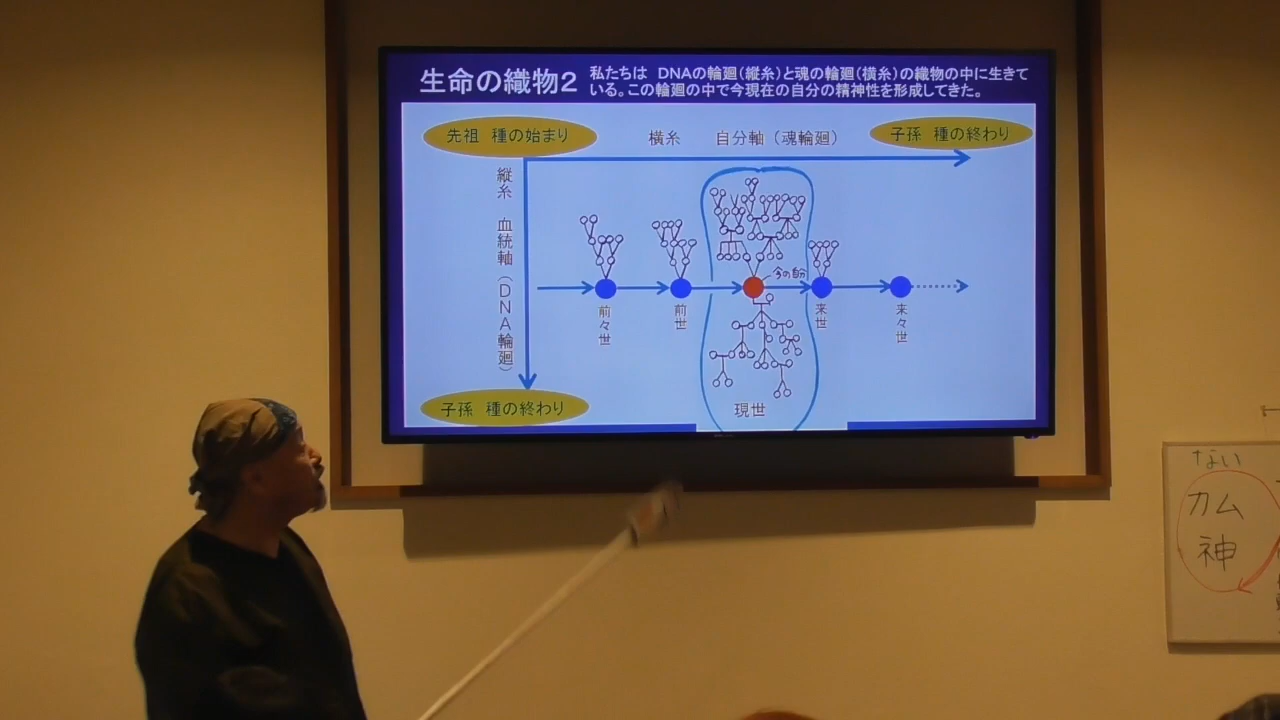 生命の織物2
私たちは DNAの輪廻(縦糸)と魂の輪廻(横糸)の織物の中に生きて
いる。この輪廻の中で今現在の自分の精神性を形成してきた。
先祖 種の始まり
横糸 自分軸(魂輪廻)
子孫 種の終わり
縦糸 血統軸(DNA輪廻)
今の自分
前々世
前世
来世
来々世
現世
子孫 種の終わり
ない
カム
神